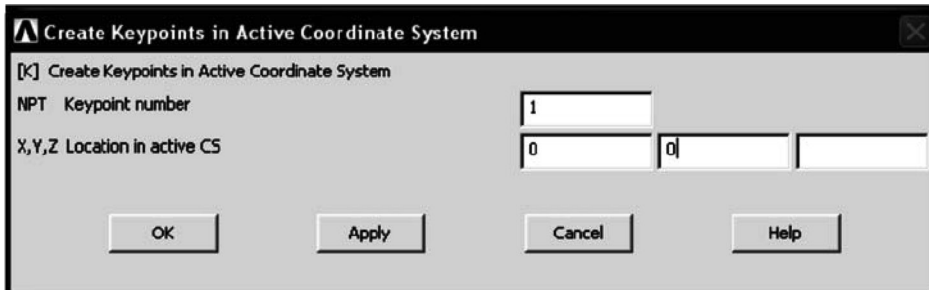 Create Keypoints in Active Coordinate System
[K] Create Keypoints in Active Coordinate System
NPT Keypoint number 1
X,Y,Z Location in active CS 0 0
OK Apply Cancel Help